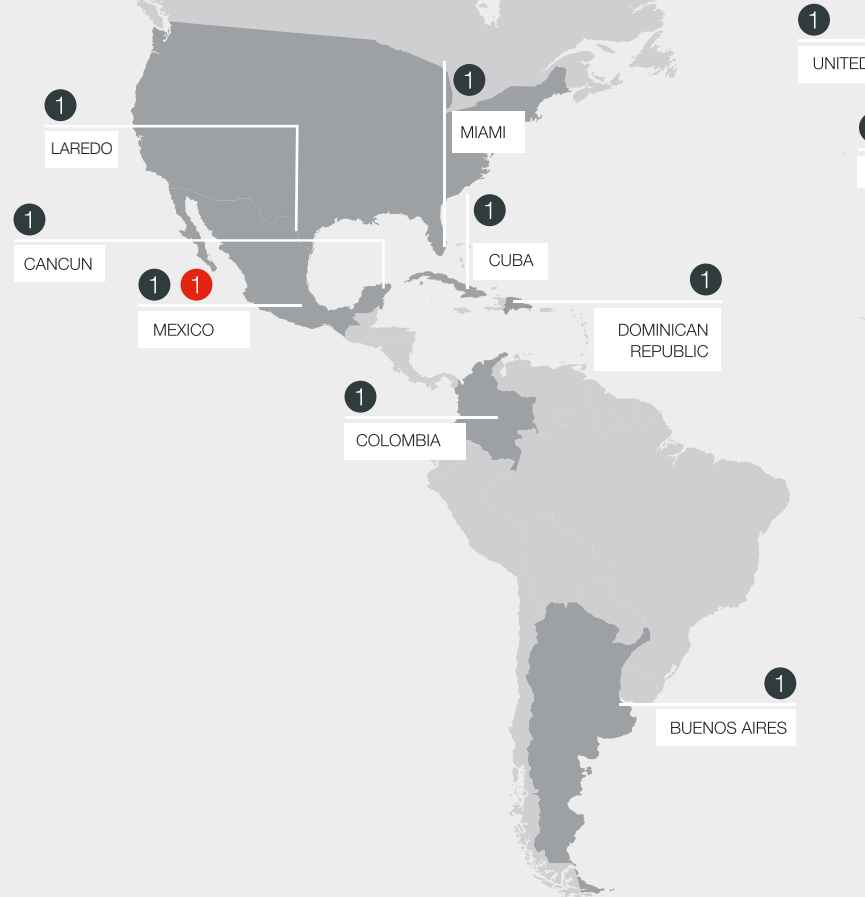 1
UNITED
1
MIAMI
1
LAREDO
1
CANCUN
1
CUBA
1 1
MEXICO
1
DOMINICAN
REPUBLIC
1
COLOMBIA
1
BUENOS AIRES